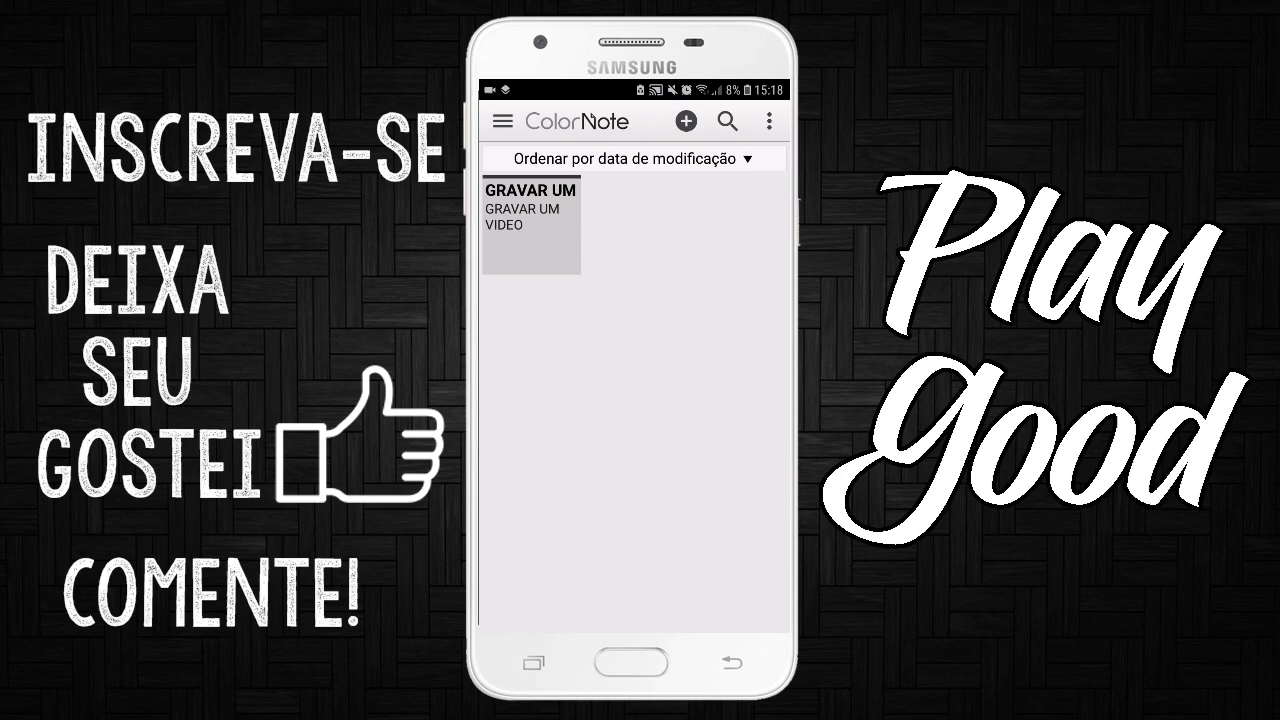 INSCREVA-SE
DEIXA
SEU
GOSTEI
COMENTE!
SAMSUNG
8% 15:18
ColorNote
Ordenar por data de modificação
GRAVAR UM
GRAVAR UM
VIDEO
Play
Good